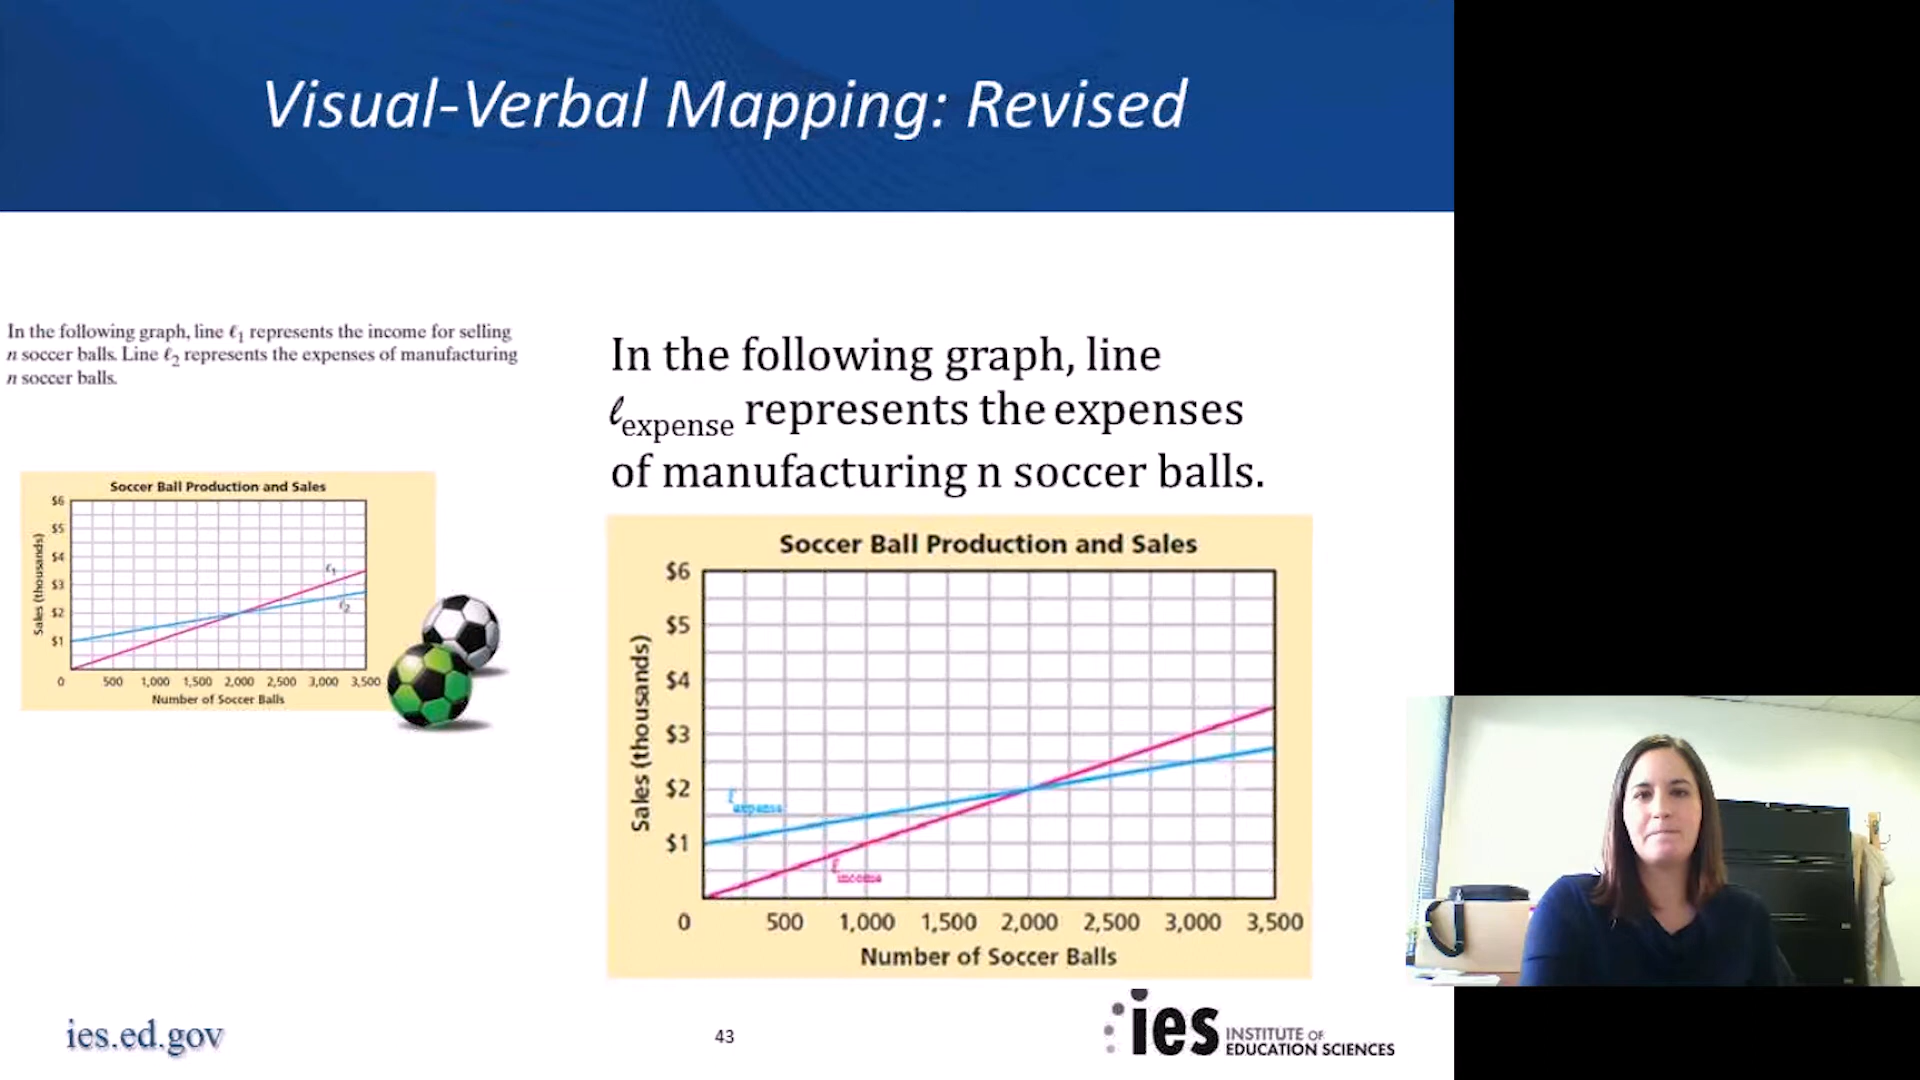 Visual-Verbal Mapping: Revised
In the following graph, line ℓ1 represents the income for selling
n soccer balls. Line ℓ2 represents the expenses of manufacturing
n soccer balls.
Soccer Ball Production and Sales
$6
$5
$4
$3
$2
$1
Sales (thousands)
ℓ1
ℓ2
0 500 1,000 1,500 2,000 2,500 3,000 3,500
Number of Soccer Balls
In the following graph, line
ℓexpense represents the expenses
of manufacturing n soccer balls.
Soccer Ball Production and Sales
$6
$5
$4
$3
$2
$1
Sales (thousands)
ℓexpense
ℓincome
0 500 1,000 1,500 2,000 2,500 3,000 3,500
Number of Soccer Balls
ies.ed.gov
43
ies INSTITUTE OF
EDUCATION SCIENCES